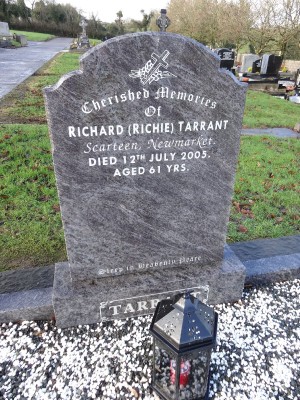 Cherished Memories
Of
RICHARD (RICHIE) TARRANT
Scarteen, Newmarket.
DIED 12TH JULY 2005.
AGED 61 YRS.
Sleep in Heavenly Peace